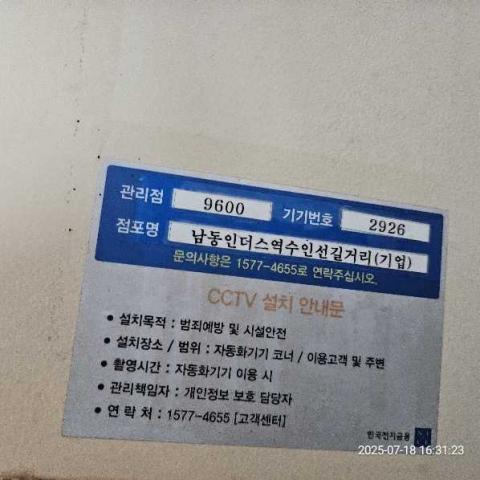 관리점 9600 기기번호 2926
점포명 남동인더스역수인선길거리(기업)
문의사항은 1577-4655로 연락주십시오.
CCTV 설치 안내문
• 설치목적 : 범죄예방 및 시설안전
• 설치장소 / 범위 : 자동화기기 코너 / 이용고객 및 주변
• 촬영시간 : 자동화기기 이용 시
• 관리책임자 : 개인정보 보호 담당자
• 연 락 처 : 1577-4655 [고객센터]
한국전자금융
2025-07-18 16:31:23